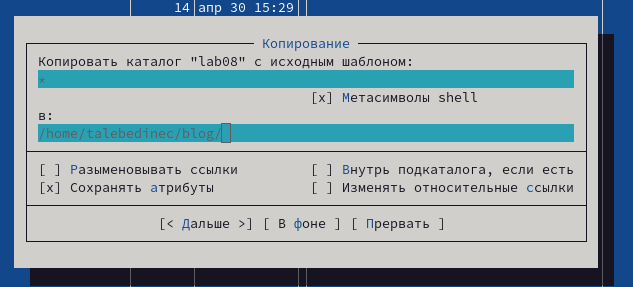 14 апр 30 15:29
Копирование
Копировать каталог "lab08" с исходным шаблоном:
*
[x] Метасимволы shell
в:
/home/talebedinec/blog/
[ ] Разыменовывать ссылки [ ] Внутрь подкаталога, если есть
[x] Сохранять атрибуты [ ] Изменять относительные ссылки
[< Дальше >] [ В фоне ] [ Прервать ]